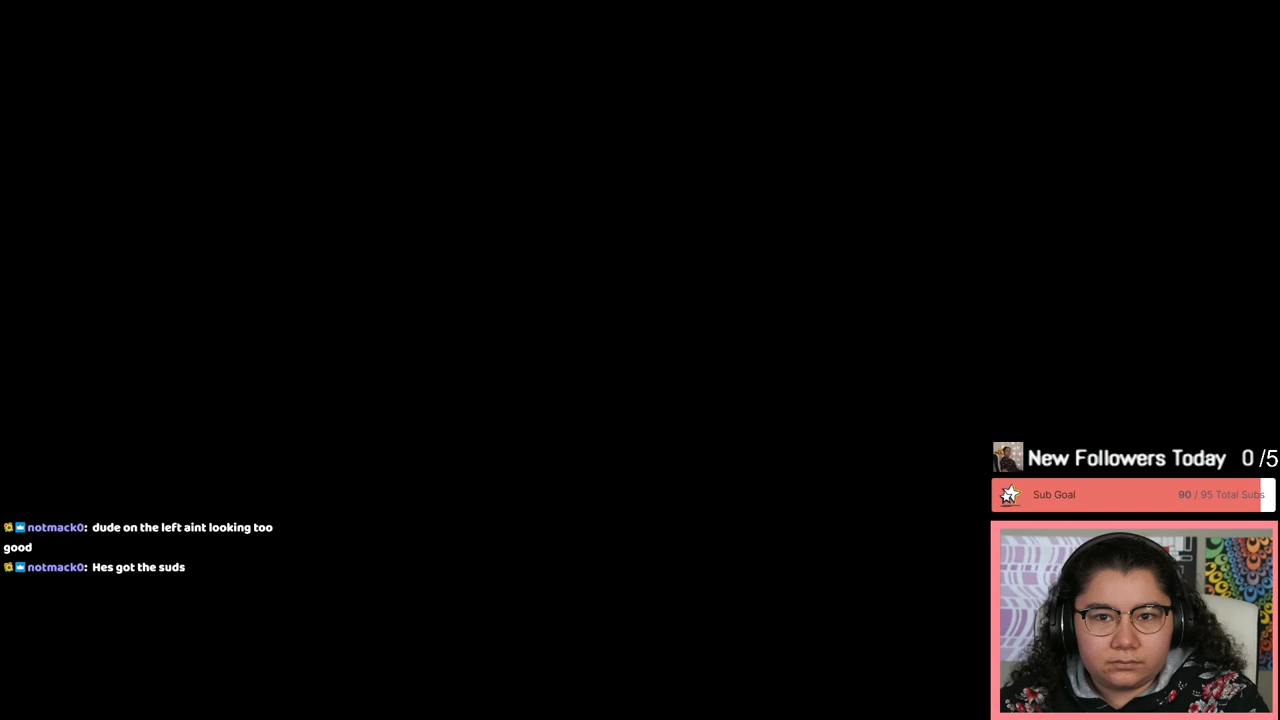 New Followers Today 0 /5
Sub Goal 90 / 95 Total Subs
notmack0: dude on the left aint looking too
good
notmack0: Hes got the suds